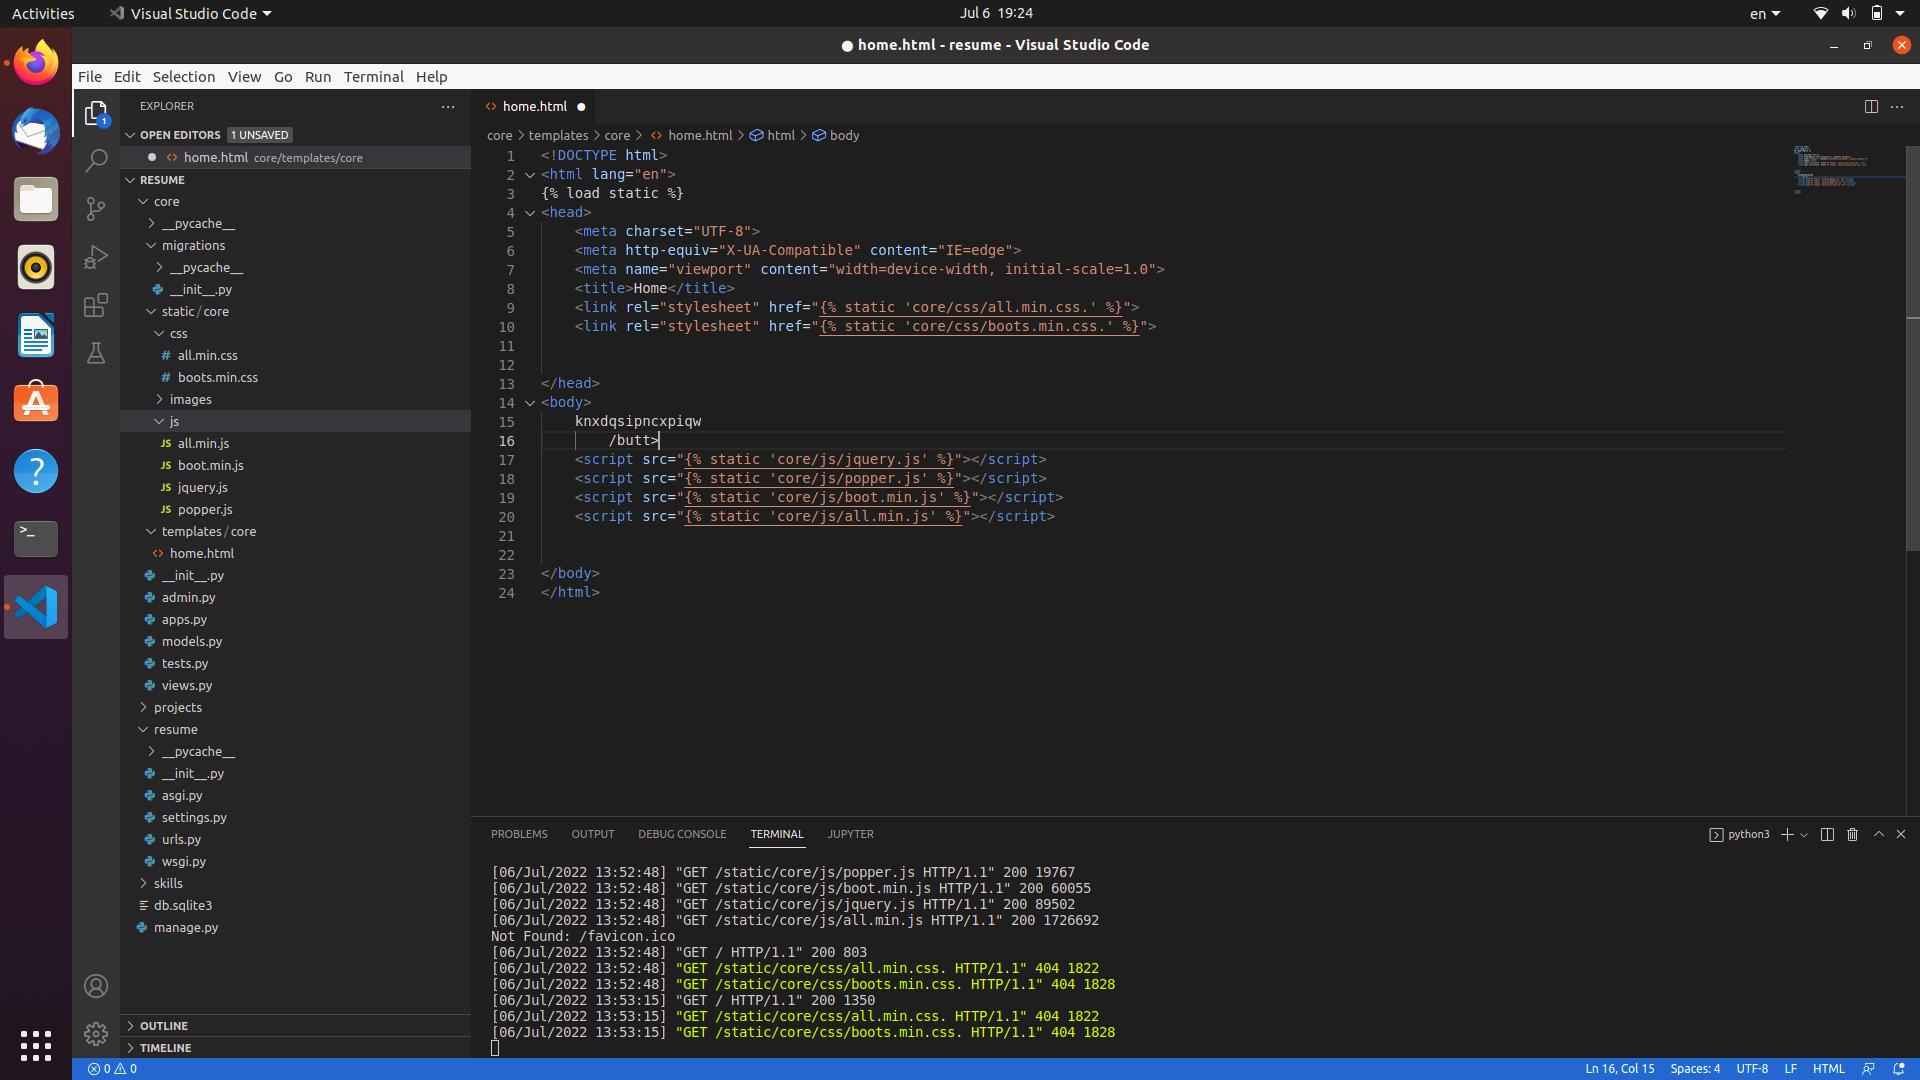 Activities
Visual Studio Code
Jul 6 19:24
en
home.html - resume - Visual Studio Code
File Edit Selection View Go Run Terminal Help
EXPLORER
OPEN EDITORS 1 UNSAVED
home.html core/templates/core
RESUME
core
__pycache__
migrations
__pycache__
__init__.py
static/core
css
# all.min.css
# boots.min.css
images
js
JS all.min.js
JS boot.min.js
JS jquery.js
JS popper.js
templates/core
<> home.html
__init__.py
admin.py
apps.py
models.py
tests.py
views.py
projects
resume
__pycache__
__init__.py
asgi.py
settings.py
urls.py
wsgi.py
skills
db.sqlite3
manage.py
OUTLINE
TIMELINE
<> home.html
core > templates > core > <> home.html > html > body
1 <!DOCTYPE html>
2 <html lang="en">
3 {% load static %}
4 <head>
5 <meta charset="UTF-8">
6 <meta http-equiv="X-UA-Compatible" content="IE=edge">
7 <meta name="viewport" content="width=device-width, initial-scale=1.0">
8 <title>Home</title>
9 <link rel="stylesheet" href="{% static 'core/css/all.min.css.' %}">
10 <link rel="stylesheet" href="{% static 'core/css/boots.min.css.' %}">
11
12
13 </head>
14 <body>
15 knxdqsipncxpiqw
16 /butt>
17 <script src="{% static 'core/js/jquery.js' %}"></script>
18 <script src="{% static 'core/js/popper.js' %}"></script>
19 <script src="{% static 'core/js/boot.min.js' %}"></script>
20 <script src="{% static 'core/js/all.min.js' %}"></script>
21
22
23 </body>
24 </html>
PROBLEMS OUTPUT DEBUG CONSOLE TERMINAL JUPYTER
python3
[06/Jul/2022 13:52:48] "GET /static/core/js/popper.js HTTP/1.1" 200 19767
[06/Jul/2022 13:52:48] "GET /static/core/js/boot.min.js HTTP/1.1" 200 60055
[06/Jul/2022 13:52:48] "GET /static/core/js/jquery.js HTTP/1.1" 200 89502
[06/Jul/2022 13:52:48] "GET /static/core/js/all.min.js HTTP/1.1" 200 1726692
Not Found: /favicon.ico
[06/Jul/2022 13:52:48] "GET / HTTP/1.1" 200 803
[06/Jul/2022 13:52:48] "GET /static/core/css/all.min.css. HTTP/1.1" 404 1822
[06/Jul/2022 13:52:48] "GET /static/core/css/boots.min.css. HTTP/1.1" 404 1828
[06/Jul/2022 13:53:15] "GET / HTTP/1.1" 200 1350
[06/Jul/2022 13:53:15] "GET /static/core/css/all.min.css. HTTP/1.1" 404 1822
[06/Jul/2022 13:53:15] "GET /static/core/css/boots.min.css. HTTP/1.1" 404 1828
0 0
Ln 16, Col 15 Spaces: 4 UTF-8 LF HTML